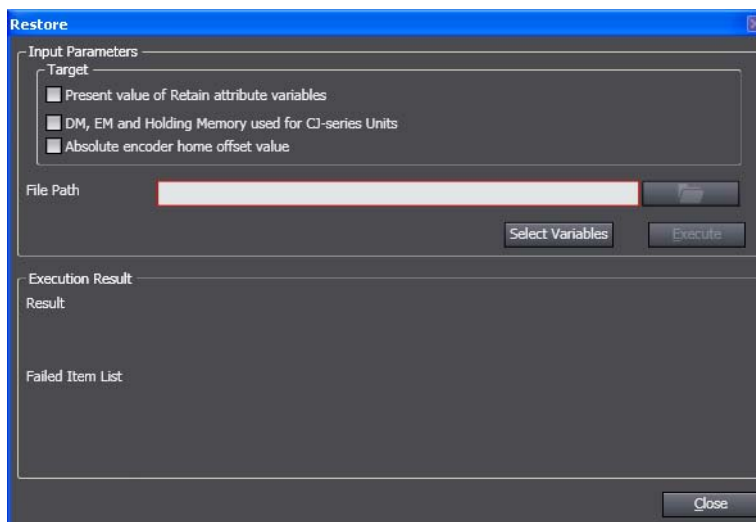 Restore
Input Parameters
Target
Present value of Retain attribute variables
DM, EM and Holding Memory used for CJ-series Units
Absolute encoder home offset value
File Path
Select Variables
Execute
Execution Result
Result
Failed Item List
Close